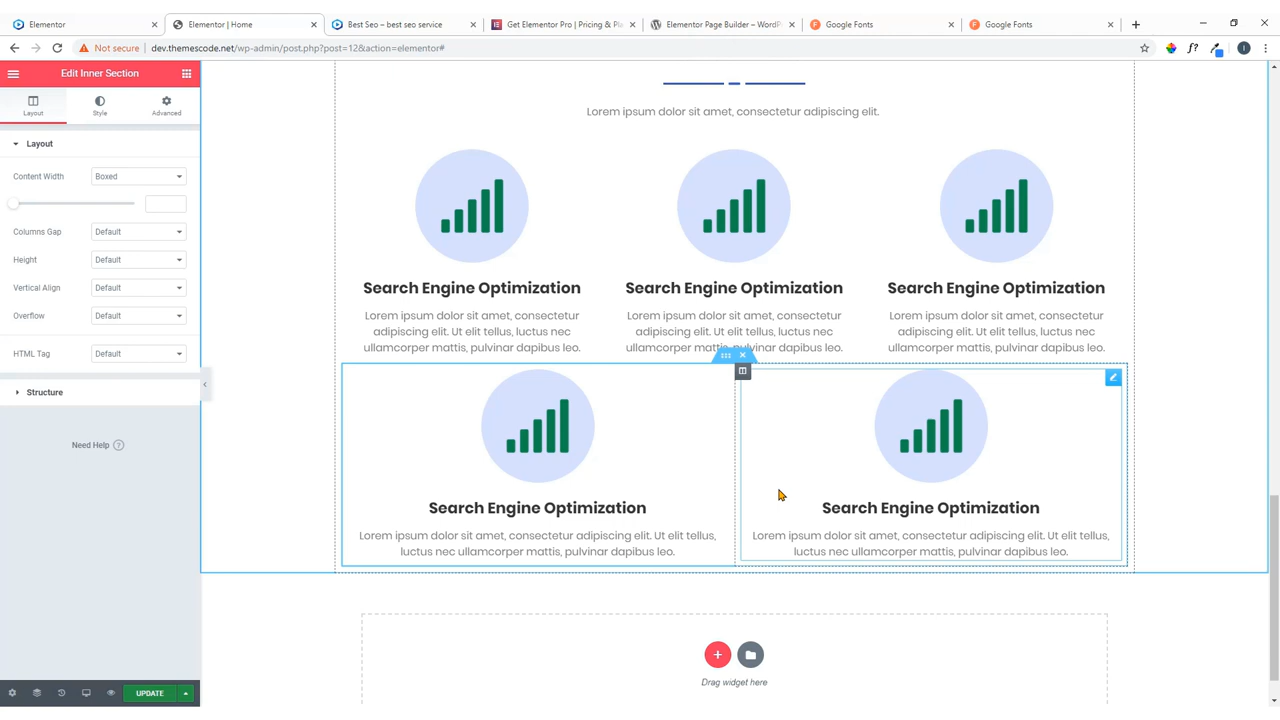 Elementor
Elementor | Home
Best Seo – best seo service
Get Elementor Pro | Pricing & Pl
Elementor Page Builder – WordP
Google Fonts
Google Fonts
Not secure
dev.themescode.net/wp-admin/post.php?post=12&action=elementor#
f?
I
Edit Inner Section
Layout
Style
Advanced
Layout
Content Width
Boxed
Columns Gap
Default
Height
Default
Vertical Align
Default
Overflow
Default
HTML Tag
Default
Structure
Need Help ?
UPDATE
Lorem ipsum dolor sit amet, consectetur adipiscing elit.
Search Engine Optimization
Lorem ipsum dolor sit amet, consectetur
adipiscing elit. Ut elit tellus, luctus nec
ullamcorper mattis, pulvinar dapibus leo.
Search Engine Optimization
Lorem ipsum dolor sit amet, consectetur
adipiscing elit. Ut elit tellus, luctus nec
ullamcorper mattis, pulvinar dapibus leo.
Search Engine Optimization
Lorem ipsum dolor sit amet, consectetur
adipiscing elit. Ut elit tellus, luctus nec
ullamcorper mattis, pulvinar dapibus leo.
Search Engine Optimization
Lorem ipsum dolor sit amet, consectetur adipiscing elit. Ut elit tellus,
luctus nec ullamcorper mattis, pulvinar dapibus leo.
Search Engine Optimization
Lorem ipsum dolor sit amet, consectetur adipiscing elit. Ut elit tellus,
luctus nec ullamcorper mattis, pulvinar dapibus leo.
Drag widget here